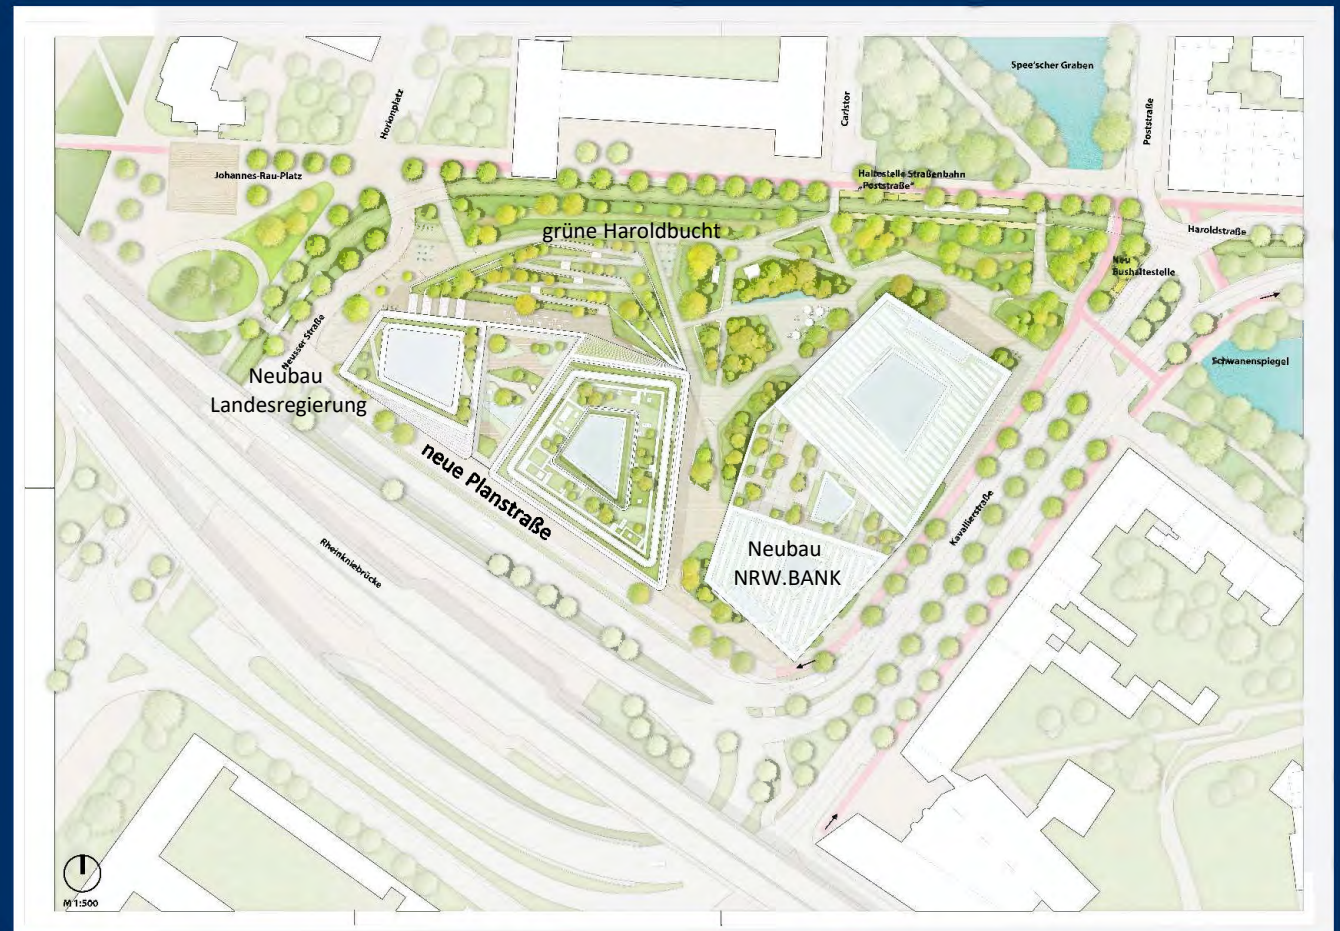 Spee'scher Graben
Horionplatz
Carlstor
Poststraße
Johannes-Rau-Platz
Haltestelle Straßenbahn
„Poststraße"
grüne Haroldbucht
Haroldstraße
Neu
Bushaltestelle
Neusser Straße
Schwanenspiegel
Neubau
Landesregierung
neue Planstraße
Kavalleriestraße
Rheinkniebrücke
Neubau
NRW.BANK
M 1:500